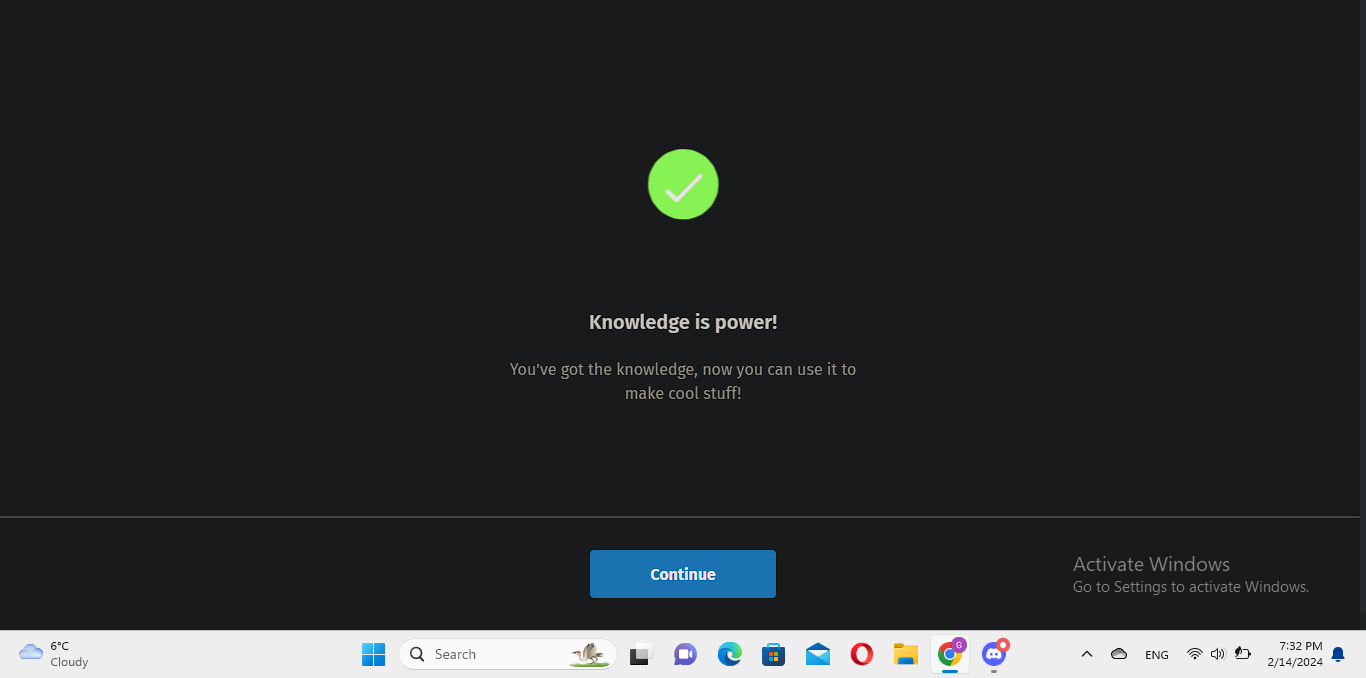 Knowledge is power!
You've got the knowledge, now you can use it to
make cool stuff!
Continue
Activate Windows
Go to Settings to activate Windows.
6°C
Cloudy
Search
G
ENG
7:32 PM
2/14/2024